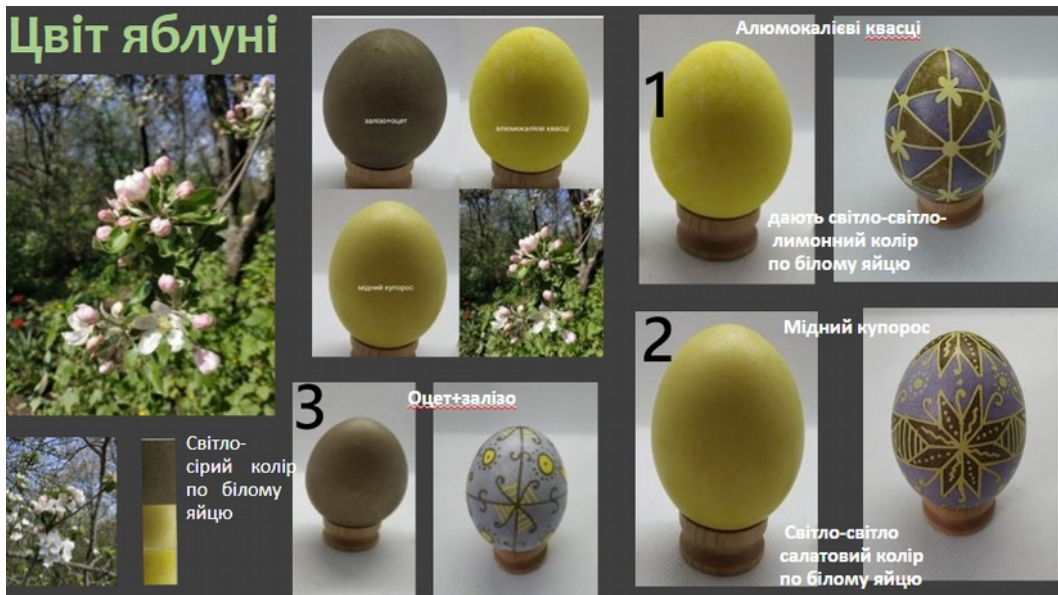 Цвіт яблуні
залізо+оцет
алюмокалієві квасці
мідний купорос
Алюмокалієві квасці
1
дають світло-світло-
лимонний колір
по білому яйцю
Мідний купорос
2
Світло-світло
салатовий колір
по білому яйцю
Оцет+залізо
3
Світло-
сірий колір
по білому
яйцю